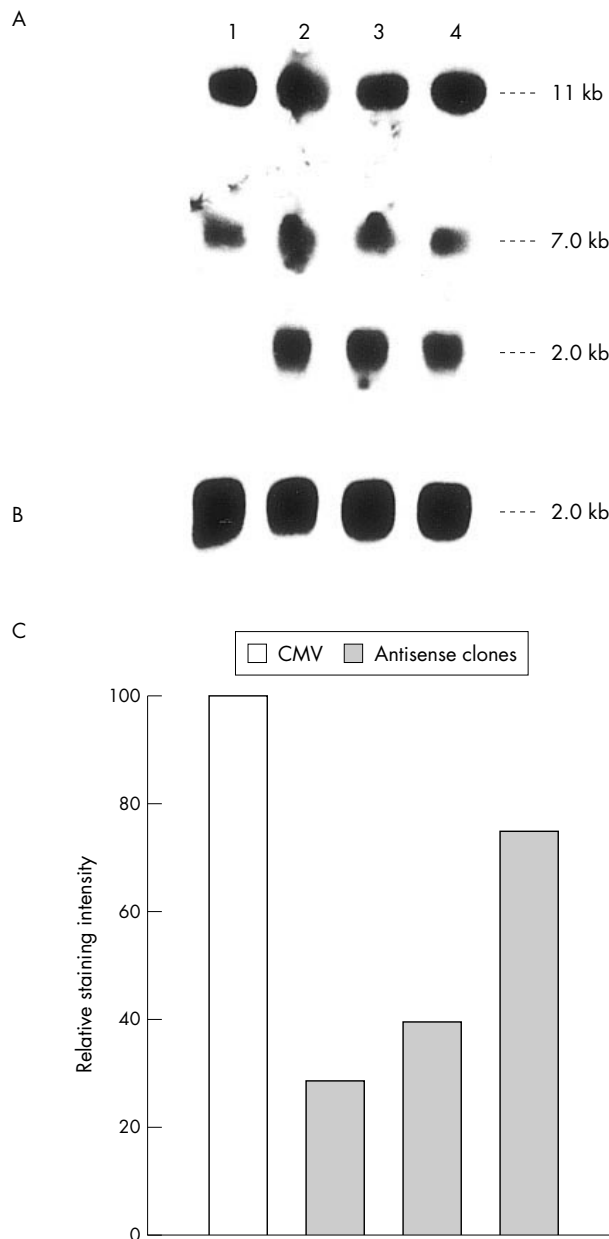 A
1 2 3 4
---- 11 kb
---- 7.0 kb
---- 2.0 kb
B
---- 2.0 kb
C
CMV Antisense clones
100
80
60
40
20
0
Relative staining intensity